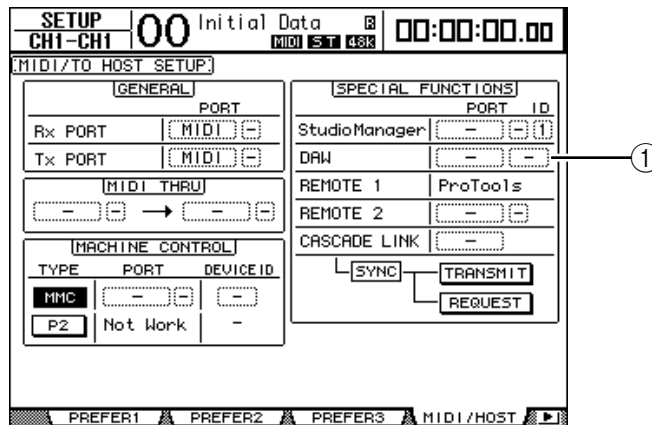 SETUP
CH1-CH1
00
Initial Data
R
MIDI ST 48K
00:00:00.00
MIDI/TO HOST SETUP
GENERAL
PORT
Rx PORT MIDI -
Tx PORT MIDI -
MIDI THRU
- - → - -
MACHINE CONTROL
TYPE PORT DEVICE ID
MMC - - -
P2 Not Work -
SPECIAL FUNCTIONS
PORT ID
StudioManager - - 1
DAW - -
REMOTE 1 ProTools
REMOTE 2 - -
CASCADE LINK -
SYNC TRANSMIT
REQUEST
1
PREFER1 PREFER2 PREFER3 MIDI/HOST